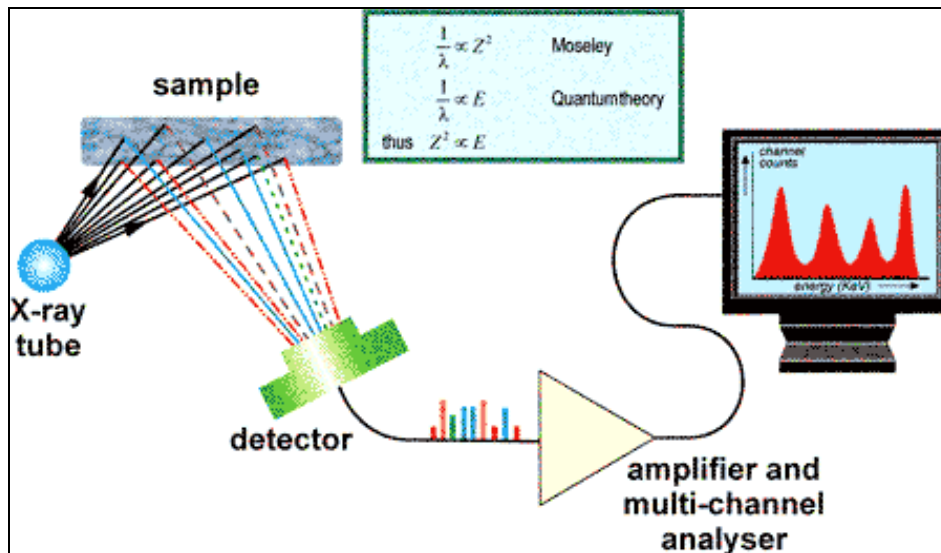 sample
1/λ ∝ Z² Moseley
1/λ ∝ E Quantumtheory
thus Z² ∝ E
channel
counts
energy (KeV)
X-ray
tube
detector
amplifier and
multi-channel
analyser